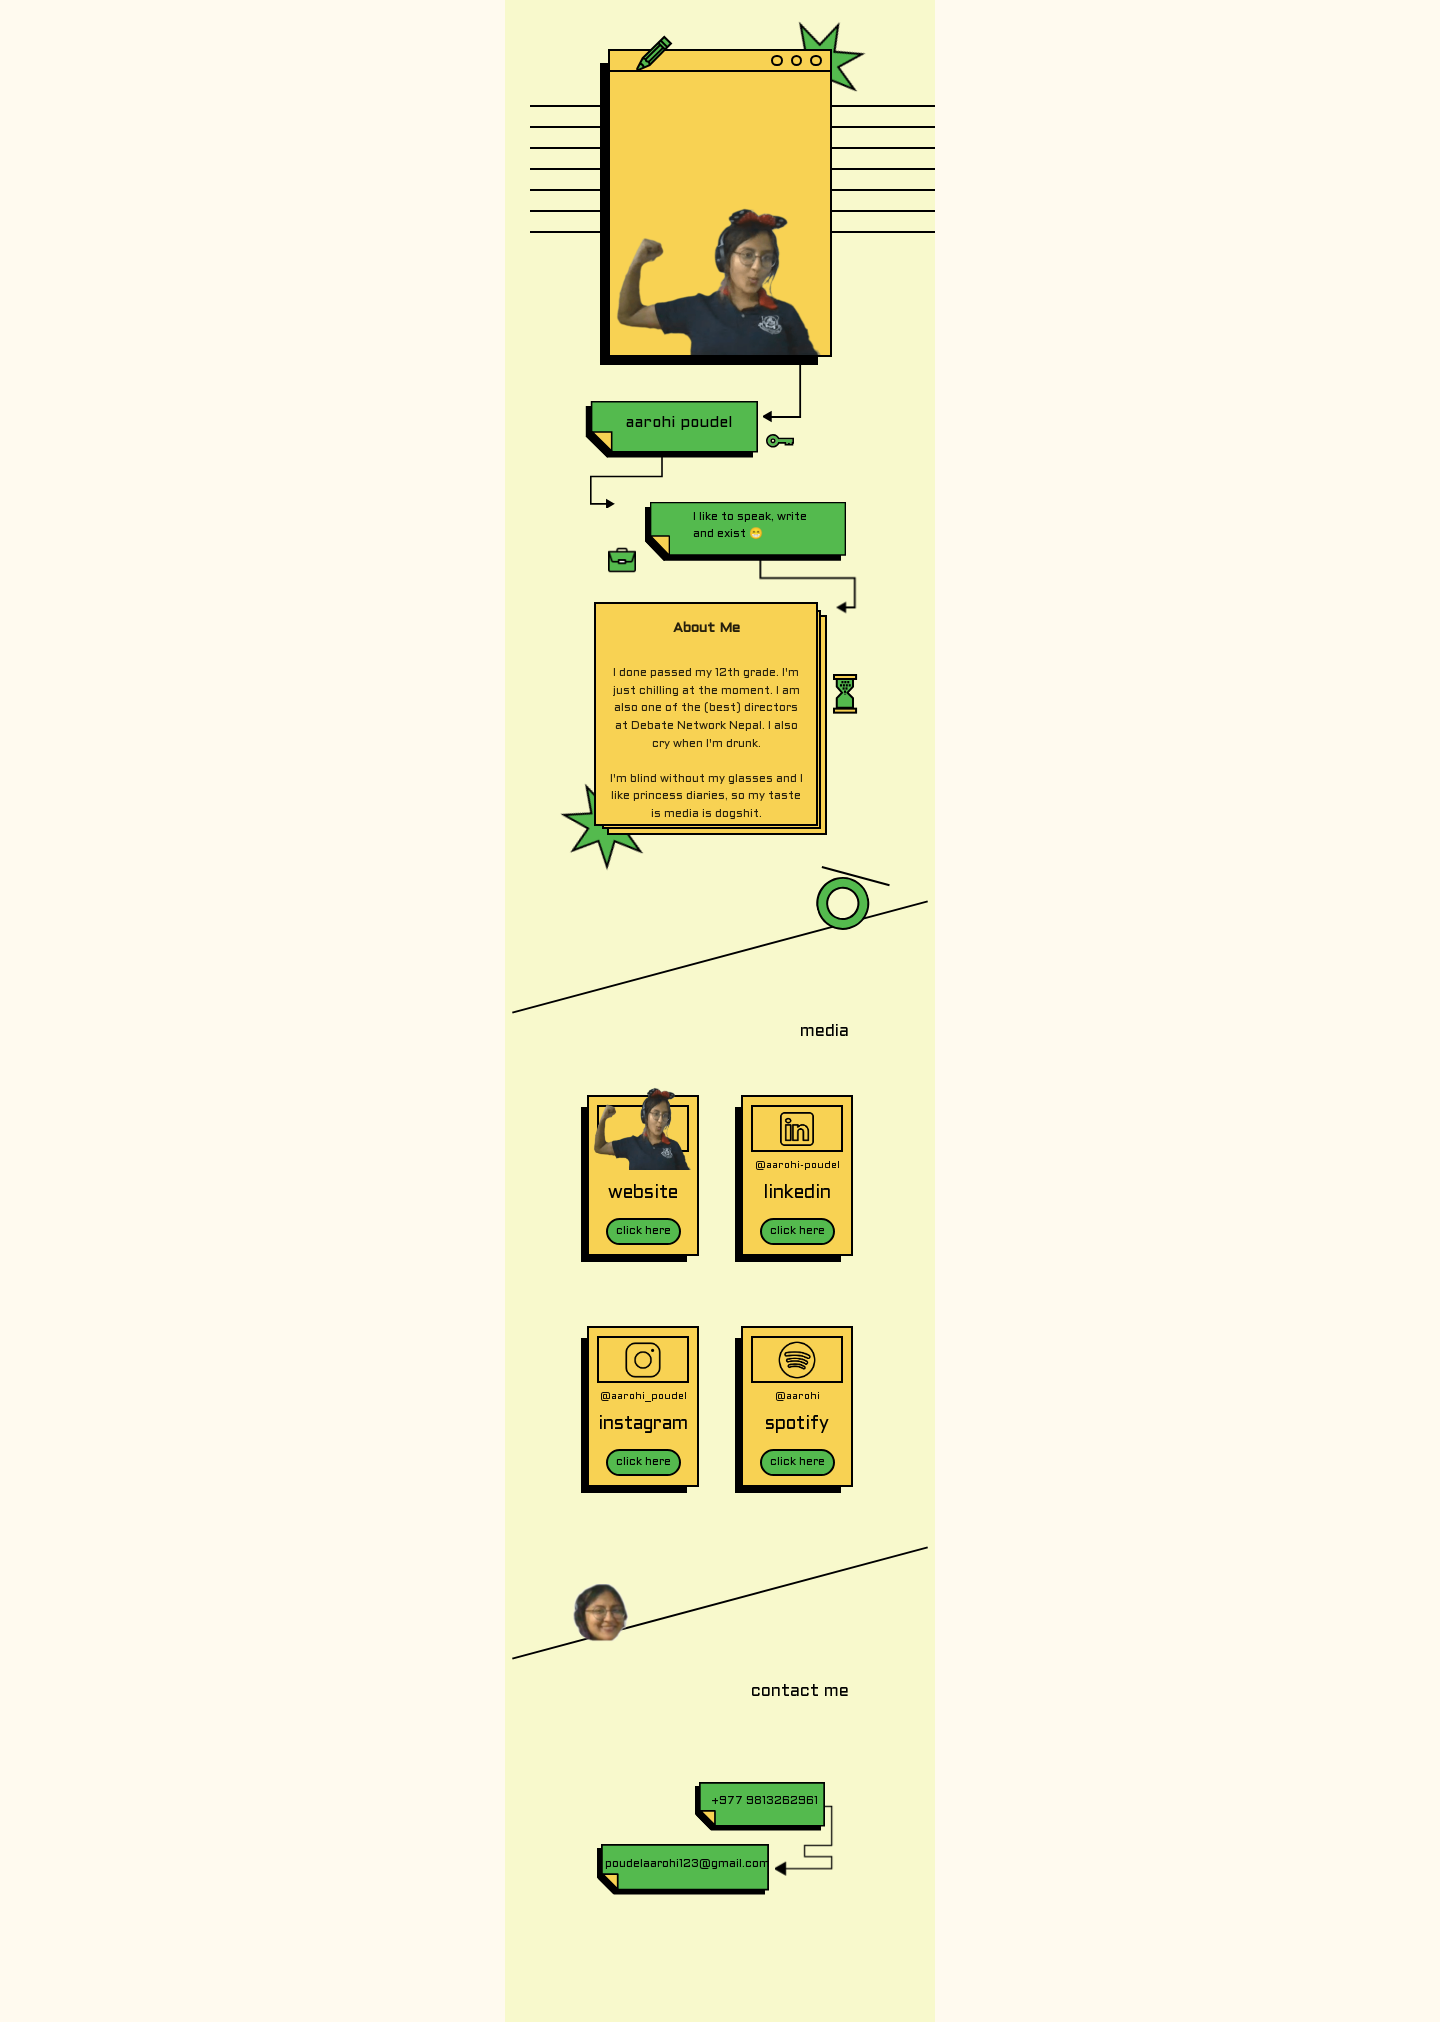 aarohi poudel
I like to speak, write
and exist 😁
About Me
I done passed my 12th grade. I'm
just chilling at the moment. I am
also one of the (best) directors
at Debate Network Nepal. I also
cry when I'm drunk.
I'm blind without my glasses and I
like princess diaries, so my taste
is media is dogshit.
media
website
click here
in
@aarohi-poudel
linkedin
click here
@aarohi_poudel
instagram
click here
@aarohi
spotify
click here
contact me
+977 9813262961
poudelaarohi123@gmail.com